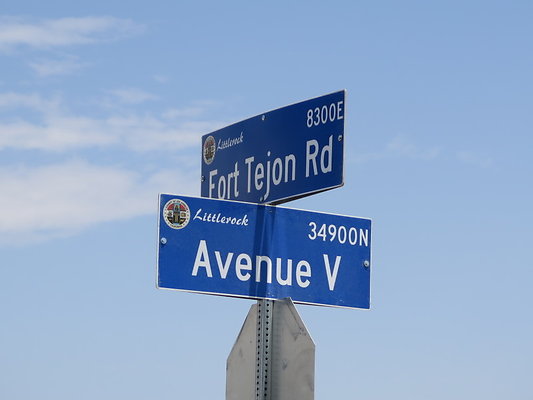 Littlerock 8300E
Fort Tejon Rd
Littlerock 34900N
Avenue V